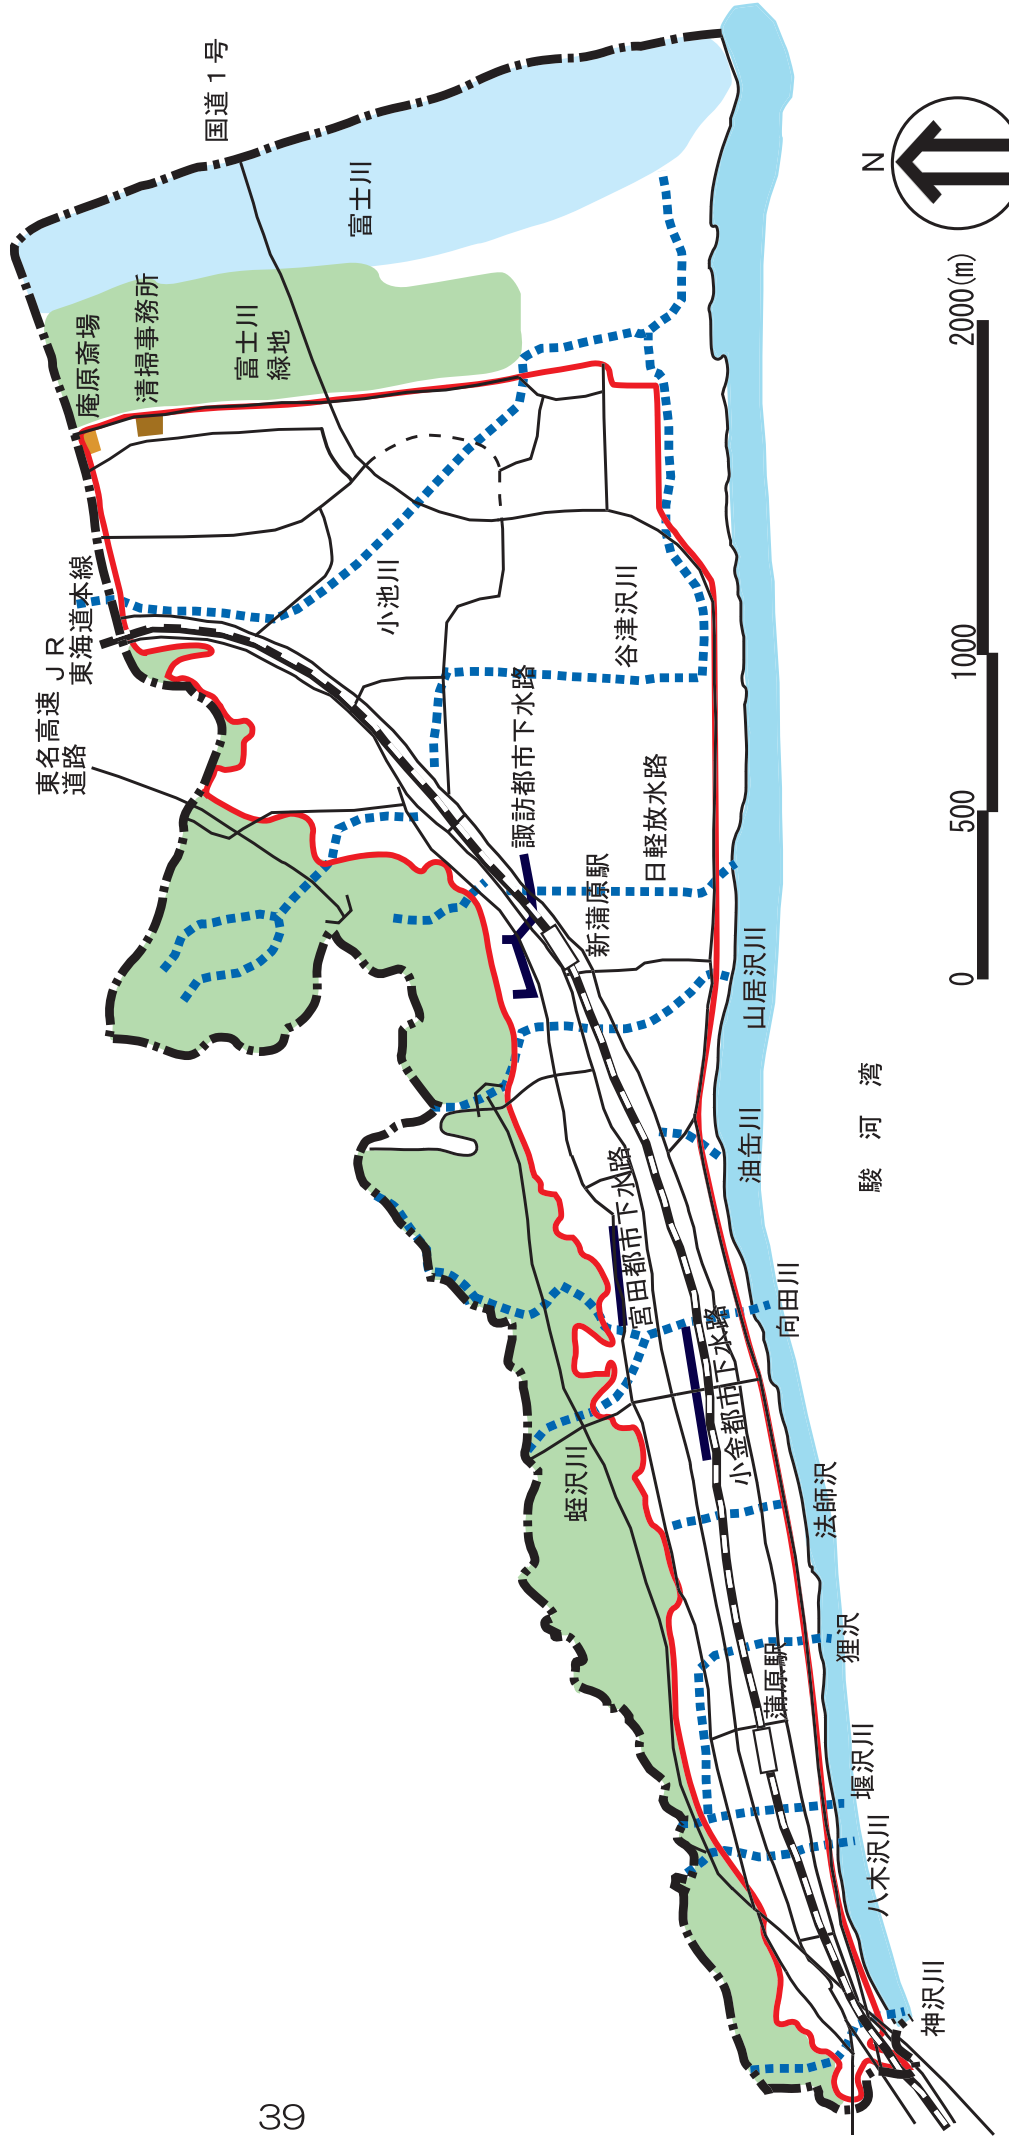 国道１号
富士川
庵原斎場
清掃事務所
富士川
緑地
ＪＲ
東海道本線
東名高速
道路
小池川
谷津沢川
諏訪都市下水路
日軽放水路
新蒲原駅
山居沢川
油缶川
宮田都市下水路
向田川
小金都市下水路
蛭沢川
法師沢
狸沢
蒲原駅
堰沢川
八木沢川
神沢川
駿河湾
N
0
500
1000
2000(m)
39